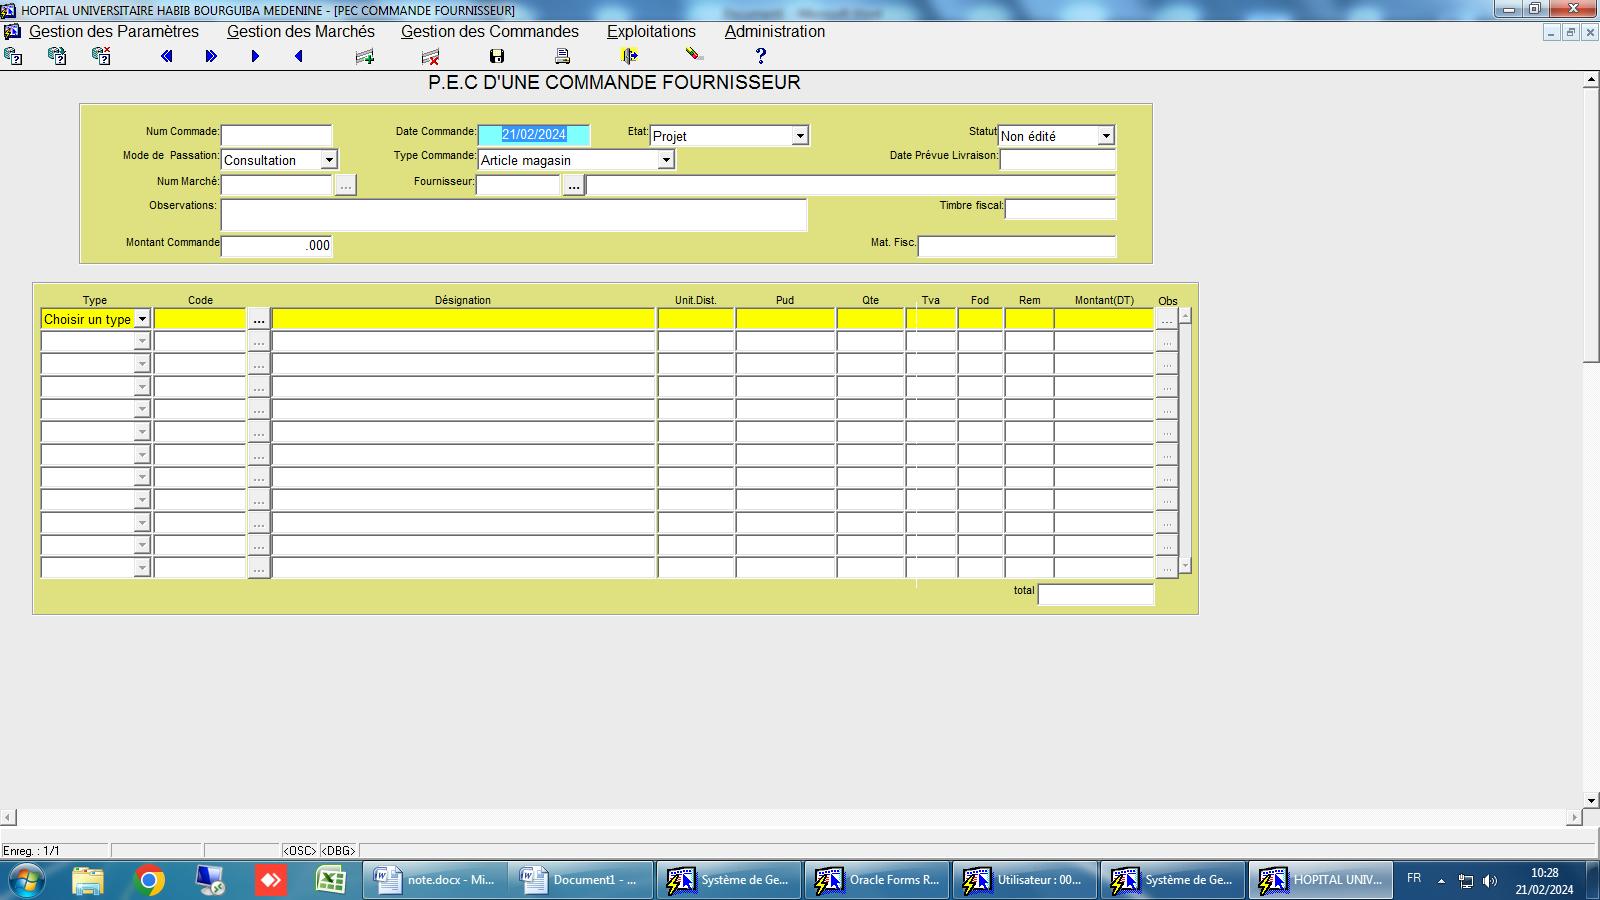 HOPITAL UNIVERSITAIRE HABIB BOURGUIBA MEDENINE - [PEC COMMANDE FOURNISSEUR]
Gestion des Paramètres Gestion des Marchés Gestion des Commandes Exploitations Administration
P.E.C D'UNE COMMANDE FOURNISSEUR
Num Commade: Date Commande: 21/02/2024 Etat: Projet Statut Non édité
Mode de Passation: Consultation Type Commande: Article magasin Date Prévue Livraison:
Num Marché: ... Fournisseur: ...
Observations: Timbre fiscal:
Montant Commande .000 Mat. Fisc.
Type Code Désignation Unit.Dist. Pud Qte Tva Fod Rem Montant(DT) Obs
Choisir un type ... ...
... ...
... ...
... ...
... ...
... ...
... ...
... ...
... ...
... ...
... ...
... ...
total
Enreg. : 1/1 <OSC> <DBG>
note.docx - Mi... Document1 - ... Système de Ge... Oracle Forms R... Utilisateur : 00... Système de Ge... HOPITAL UNIV... FR 10:28
21/02/2024